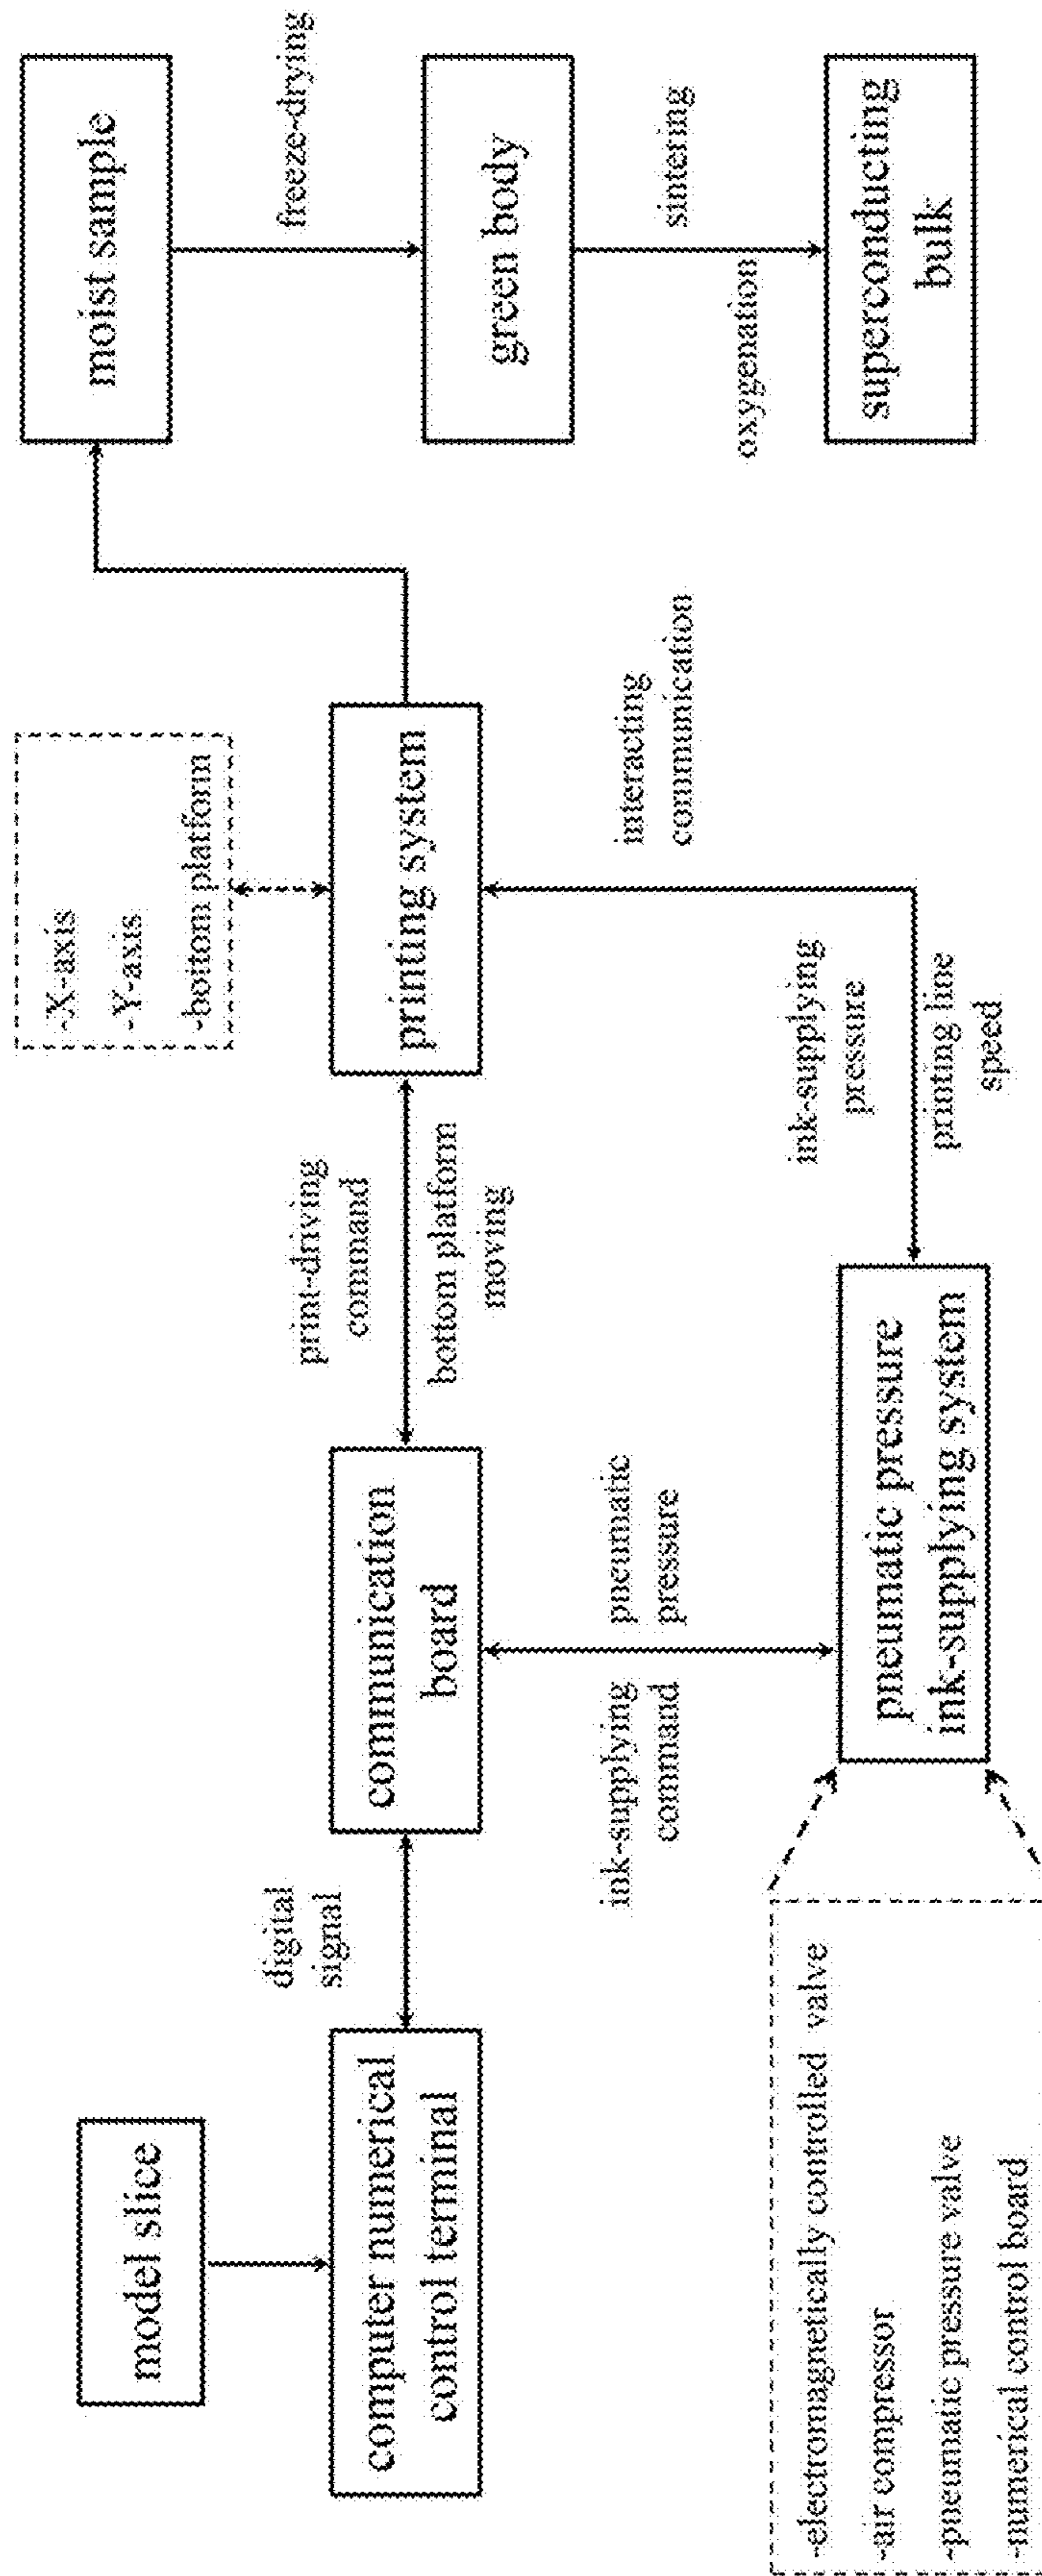 model slice
computer numerical
control terminal
digital
signal
communication
board
print-driving
command
bottom platform
moving
-X-axis
-Y-axis
-bottom platform
printing system
ink-supplying
command
pneumatic
pressure
-electromagnetically controlled valve
-air compressor
-pneumatic pressure valve
-numerical control board
pneumatic pressure
ink-supplying system
ink-supplying
pressure
printing line
speed
interacting
communication
moist sample
freeze-drying
green body
oxygenation
sintering
superconducting
bulk